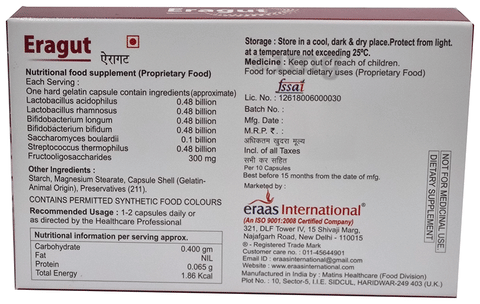 Eragut
ऐरागट
Nutritional food supplement (Proprietary Food)
Each Serving :
One hard gelatin capsule contain ingredients(approximate)
Lactobacillus acidophilus 0.48 billion
Lactobacillus rhamnosus 0.48 billion
Bifidobacterium longum 0.48 billion
Bifidobacterium bifidum 0.48 billion
Saccharomyces boulardii 0.1 billion
Streptococcus thermophilus 0.48 billion
Fructooligosaccharides 300 mg
Other Ingredients :
Starch, Magnesium Stearate, Capsule Shell (Gelatin-
Animal Origin), Preservatives (211).
CONTAINS PERMITTED SYNTHETIC FOOD COLOURS
Recommended Usage : 1-2 capsules daily or
as directed by the Healthcare Professional
Nutritional information per serving approx.
Carbohydrate 0.400 gm
Fat NIL
Protein 0.065 g
Total Energy 1.86 Kcal
Storage : Store in a cool, dark & dry place.Protect from light.
at a temperature not exceeding 25ºC.
Medicine : Keep out of reach of children.
Food for special dietary uses (Proprietary Food)
fssai
Lic. No. : 12618006000030
Batch No. :
Mfg. Date :
M.R.P. ₹. :
अधिकतम खुदरा मूल्य
Incl. of all Taxes
सभी कर सहित
Per 10 Capsules
Best before 15 months from the date of mfg.
Marketed by :
eraas International®
(An ISO 9001:2008 Certified Company)
321, DLF Tower IV, 15 Shivaji Marg,
Najafgarh Road, New Delhi - 110015
® - Registered Trade Mark
Customer care no.: 011-45644901
Email : eraasinternational@gmail.com
Website : www.eraasinternational.com
Manufactured in India by : Matins Healthcare (Food Division)
Plot No. : 10, Sector-5, I.I.E. SIDCUL, HARIDWAR-249 403 (U.K.)
NOT FOR MEDICINAL USE
DIETARY SUPPLEMENT